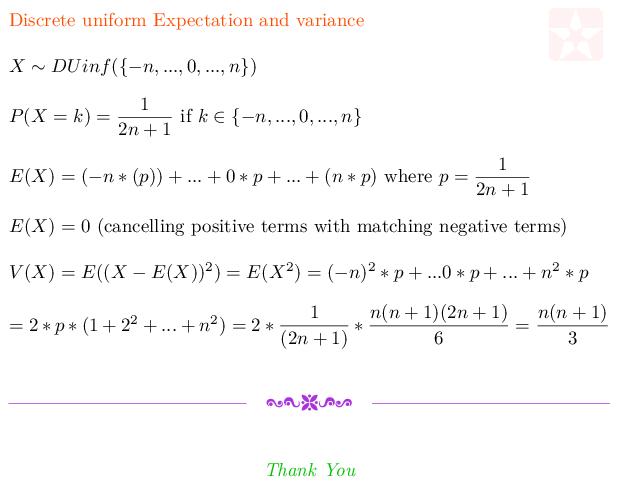 Discrete uniform Expectation and variance
X ∼ DUinf({−n, ..., 0, ..., n})
P(X = k) = \frac{1}{2n + 1} if k ∈ {−n, ..., 0, ..., n}
E(X) = (−n ∗ (p)) + ... + 0 ∗ p + ... + (n ∗ p) where p = \frac{1}{2n + 1}
E(X) = 0 (cancelling positive terms with matching negative terms)
V(X) = E((X − E(X))^2) = E(X^2) = (−n)^2 ∗ p + ...0 ∗ p + ... + n^2 ∗ p
= 2 ∗ p ∗ (1 + 2^2 + ... + n^2) = 2 ∗ \frac{1}{(2n + 1)} ∗ \frac{n(n + 1)(2n + 1)}{6} = \frac{n(n + 1)}{3}
Thank You